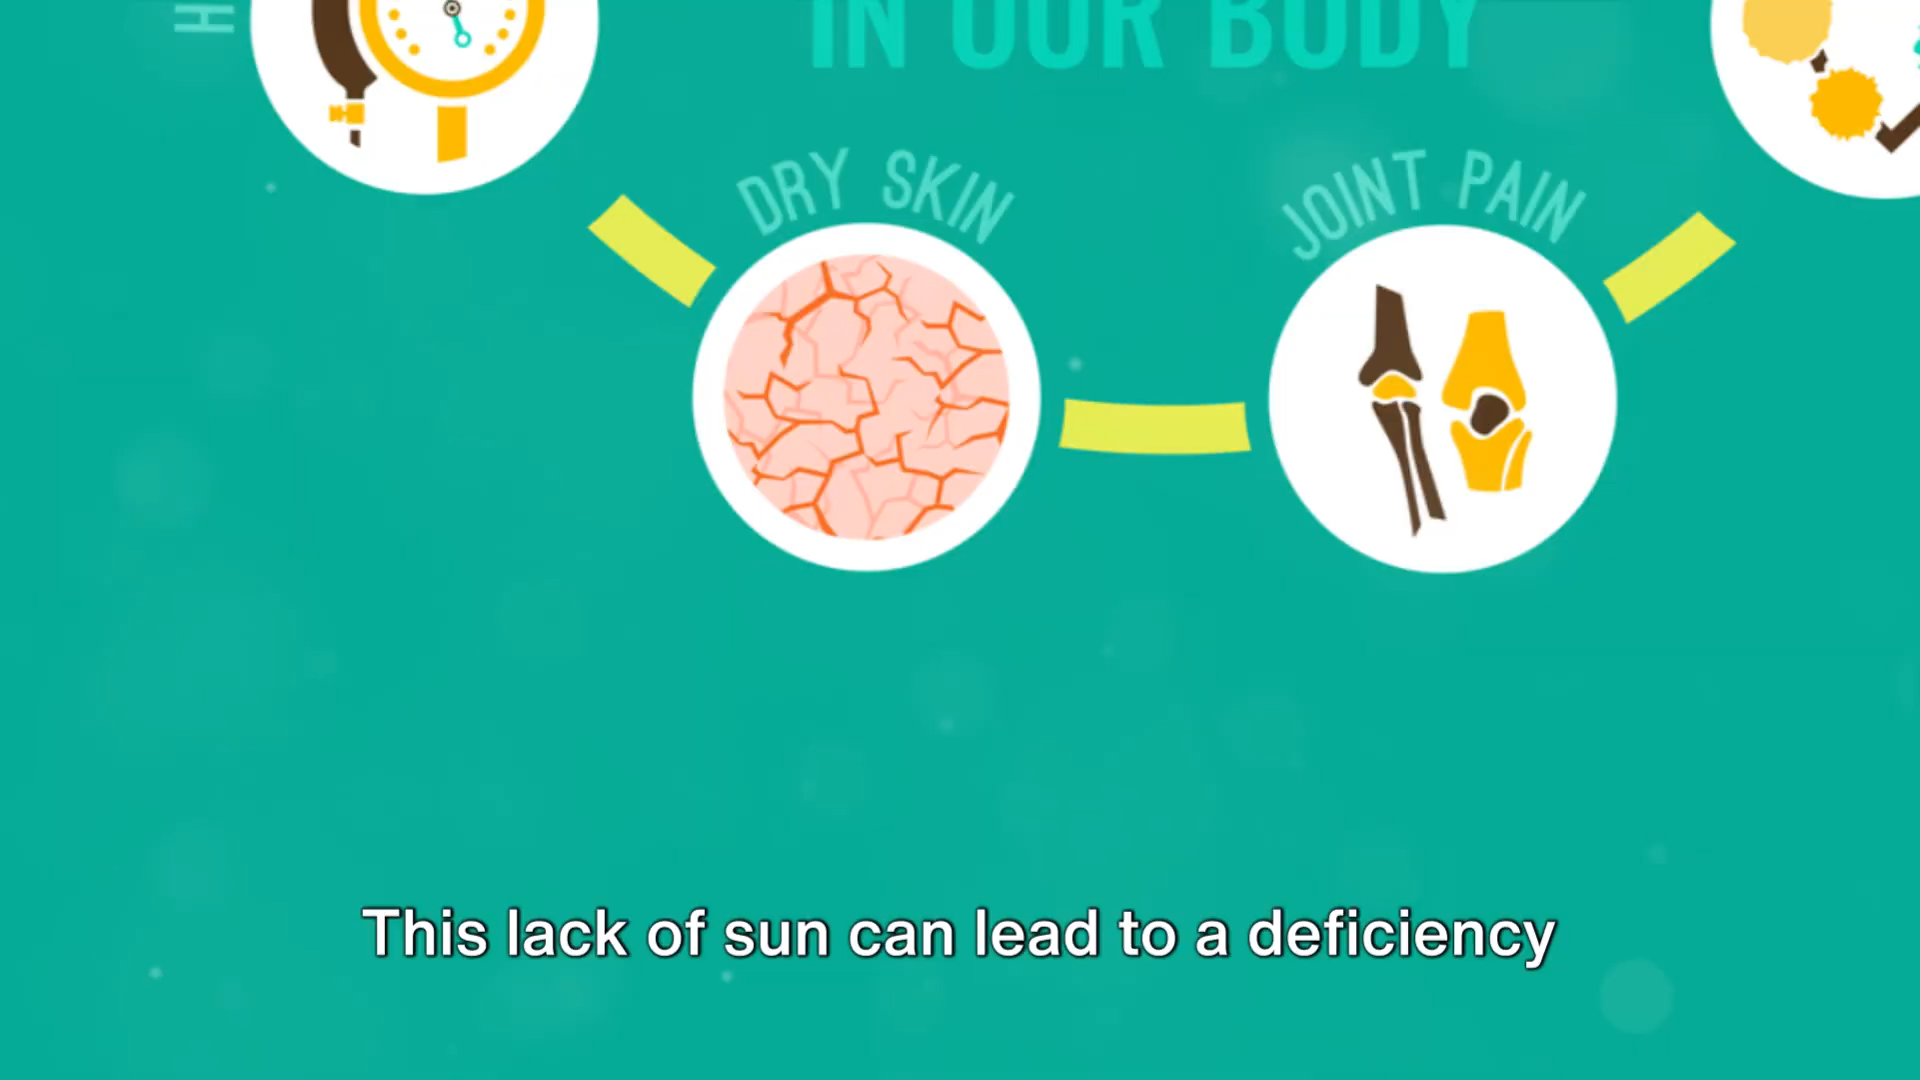 IN OUR BODY
H
DRY SKIN
JOINT PAIN
This lack of sun can lead to a deficiency